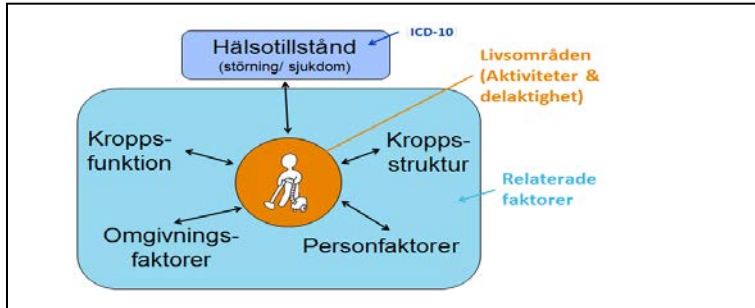 ICD-10
Hälsotillstånd
(störning/ sjukdom)
Livsområden
(Aktiviteter &
delaktighet)
Kropps-
funktion
Kropps-
struktur
Relaterade
faktorer
Omgivnings-
faktorer
Personfaktorer